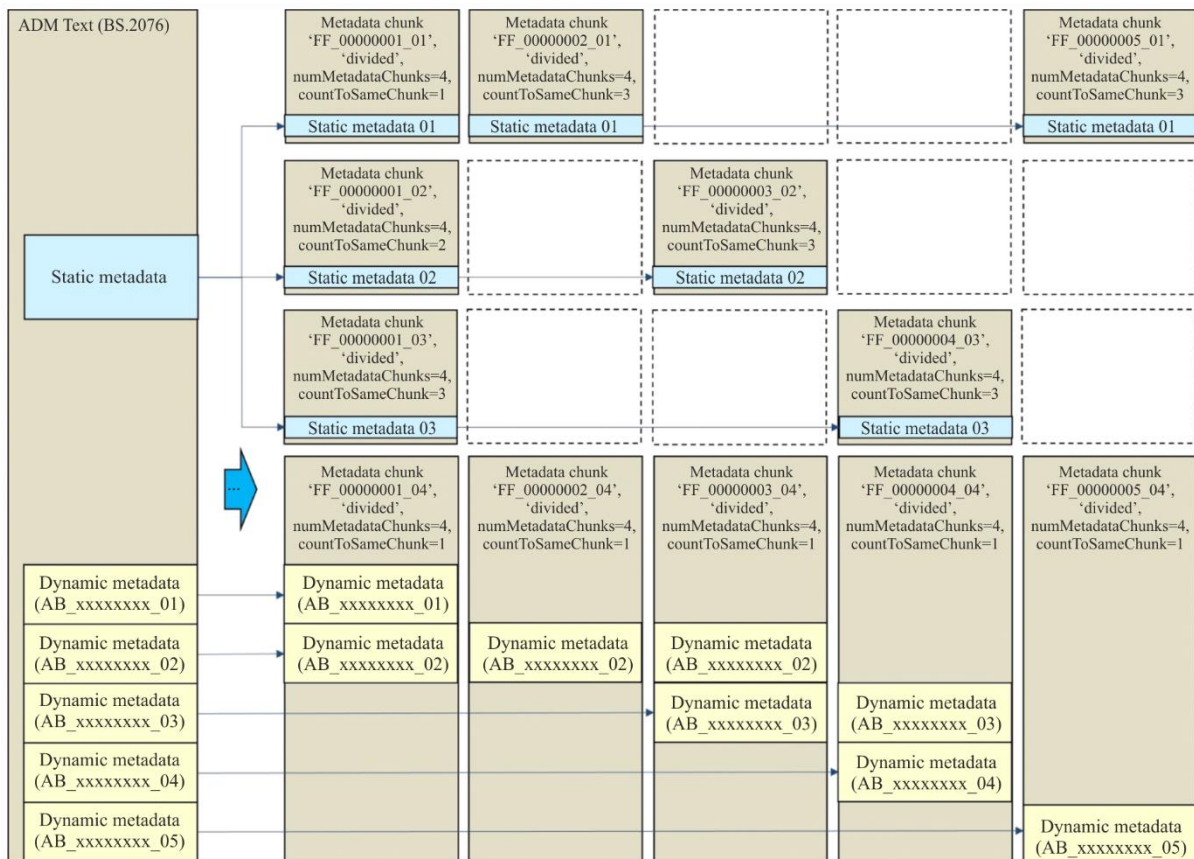 ADM Text (BS.2076)
Metadata chunk
‘FF_00000001_01’,
‘divided’,
numMetadataChunks=4,
countToSameChunk=1
Static metadata 01
Metadata chunk
‘FF_00000002_01’,
‘divided’,
numMetadataChunks=4,
countToSameChunk=3
Static metadata 01
Metadata chunk
‘FF_00000005_01’,
‘divided’,
numMetadataChunks=4,
countToSameChunk=3
Static metadata 01
Static metadata
Metadata chunk
‘FF_00000001_02’,
‘divided’,
numMetadataChunks=4,
countToSameChunk=2
Static metadata 02
Metadata chunk
‘FF_00000003_02’,
‘divided’,
numMetadataChunks=4,
countToSameChunk=3
Static metadata 02
Metadata chunk
‘FF_00000001_03’,
‘divided’,
numMetadataChunks=4,
countToSameChunk=3
Static metadata 03
Metadata chunk
‘FF_00000004_03’,
‘divided’,
numMetadataChunks=4,
countToSameChunk=3
Static metadata 03
...
Metadata chunk
‘FF_00000001_04’,
‘divided’,
numMetadataChunks=4,
countToSameChunk=1
Metadata chunk
‘FF_00000002_04’,
‘divided’,
numMetadataChunks=4,
countToSameChunk=1
Metadata chunk
‘FF_00000003_04’,
‘divided’,
numMetadataChunks=4,
countToSameChunk=1
Metadata chunk
‘FF_00000004_04’,
‘divided’,
numMetadataChunks=4,
countToSameChunk=1
Metadata chunk
‘FF_00000005_04’,
‘divided’,
numMetadataChunks=4,
countToSameChunk=1
Dynamic metadata
(AB_xxxxxxxx_01)
Dynamic metadata
(AB_xxxxxxxx_01)
Dynamic metadata
(AB_xxxxxxxx_02)
Dynamic metadata
(AB_xxxxxxxx_02)
Dynamic metadata
(AB_xxxxxxxx_02)
Dynamic metadata
(AB_xxxxxxxx_02)
Dynamic metadata
(AB_xxxxxxxx_03)
Dynamic metadata
(AB_xxxxxxxx_03)
Dynamic metadata
(AB_xxxxxxxx_03)
Dynamic metadata
(AB_xxxxxxxx_04)
Dynamic metadata
(AB_xxxxxxxx_04)
Dynamic metadata
(AB_xxxxxxxx_05)
Dynamic metadata
(AB_xxxxxxxx_05)